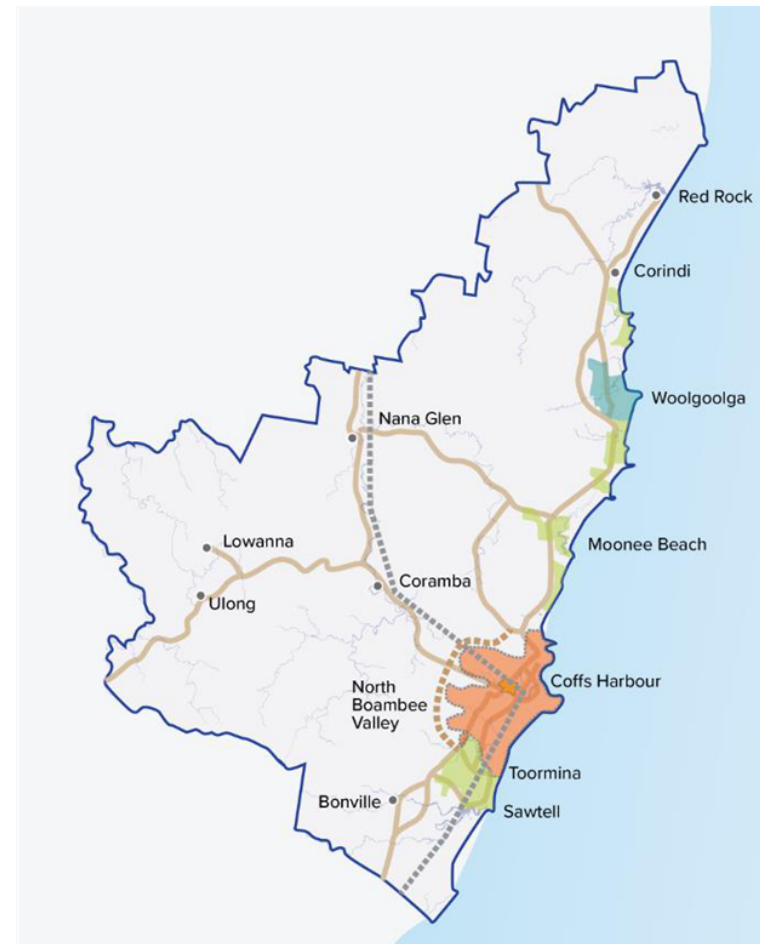 Red Rock
Corindi
Woolgoolga
Nana Glen
Moonee Beach
Lowanna
Coramba
Ulong
Coffs Harbour
North
Boambee
Valley
Toormina
Bonville
Sawtell